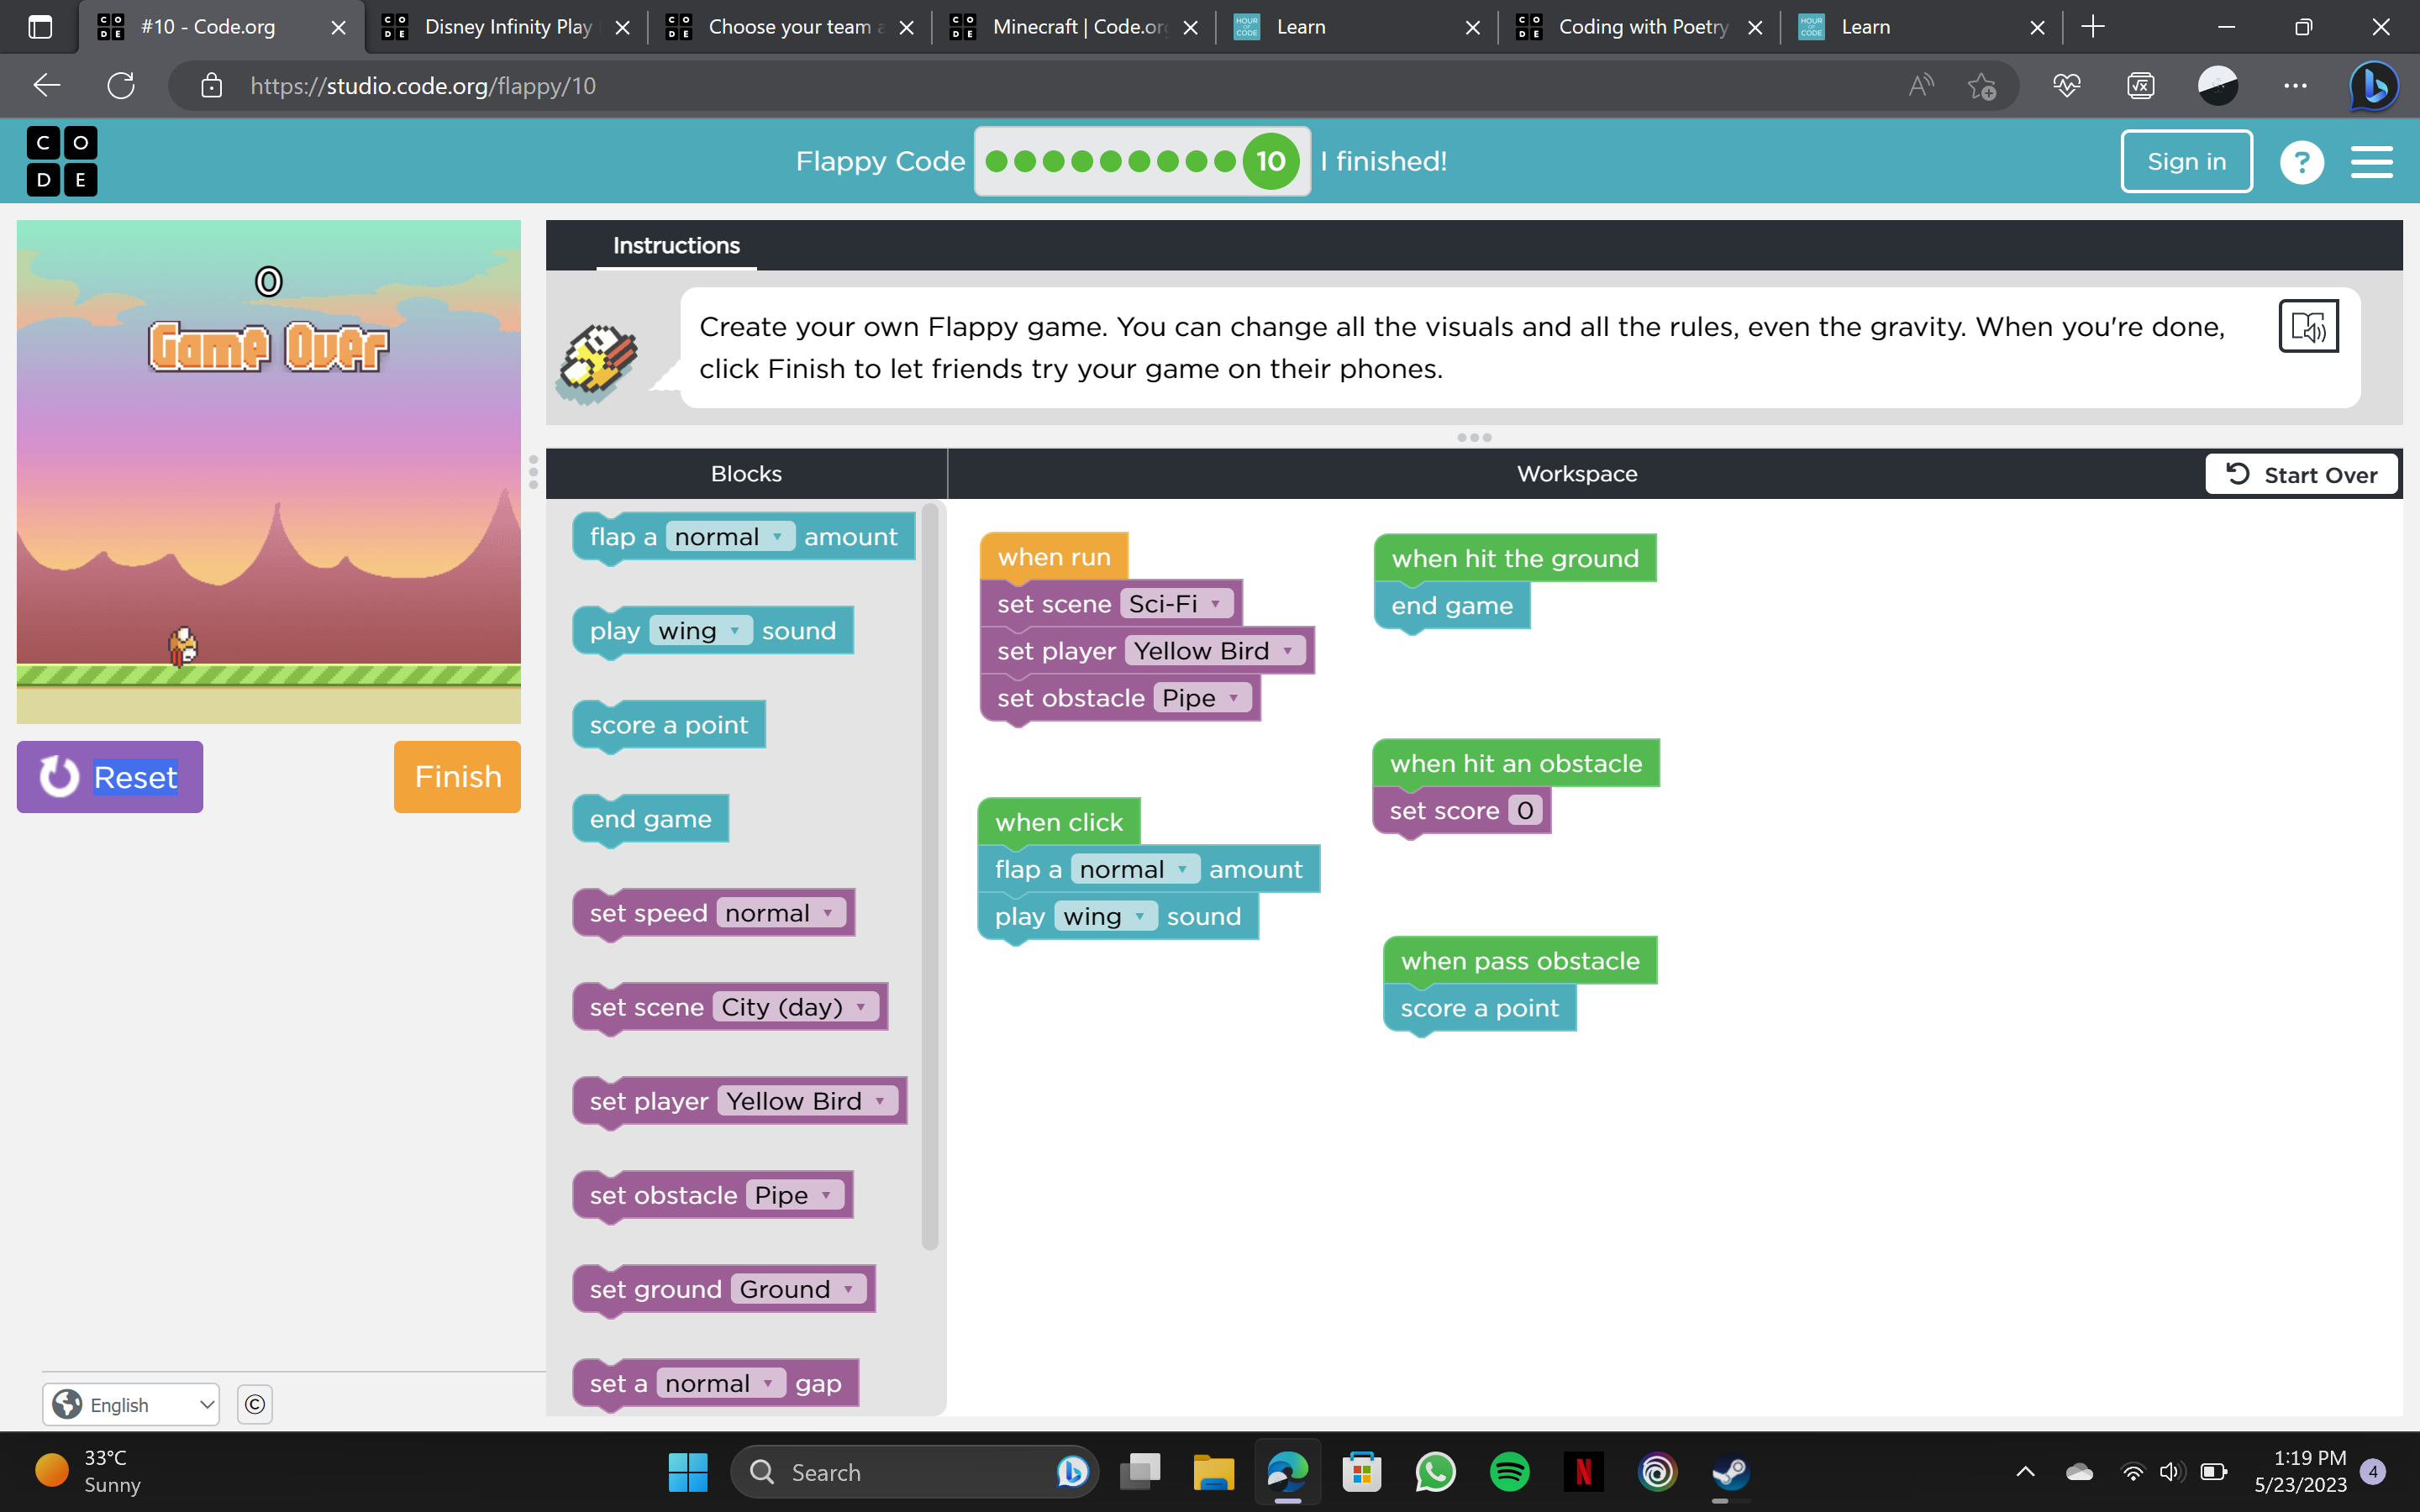 #10 - Code.org
Disney Infinity Play
Choose your team a
Minecraft | Code.or
Learn
Coding with Poetry
Learn
https://studio.code.org/flappy/10
C O
D E
Flappy Code
10
I finished!
Sign in
?
0
Game Over
Reset
Finish
Instructions
Create your own Flappy game. You can change all the visuals and all the rules, even the gravity. When you're done,
click Finish to let friends try your game on their phones.
Blocks
Workspace
Start Over
flap a normal amount
play wing sound
score a point
end game
set speed normal
set scene City (day)
set player Yellow Bird
set obstacle Pipe
set ground Ground
set a normal gap
when run
set scene Sci-Fi
set player Yellow Bird
set obstacle Pipe
when click
flap a normal amount
play wing sound
when hit the ground
end game
when hit an obstacle
set score 0
when pass obstacle
score a point
English
©
33°C
Sunny
Search
1:19 PM
5/23/2023
4